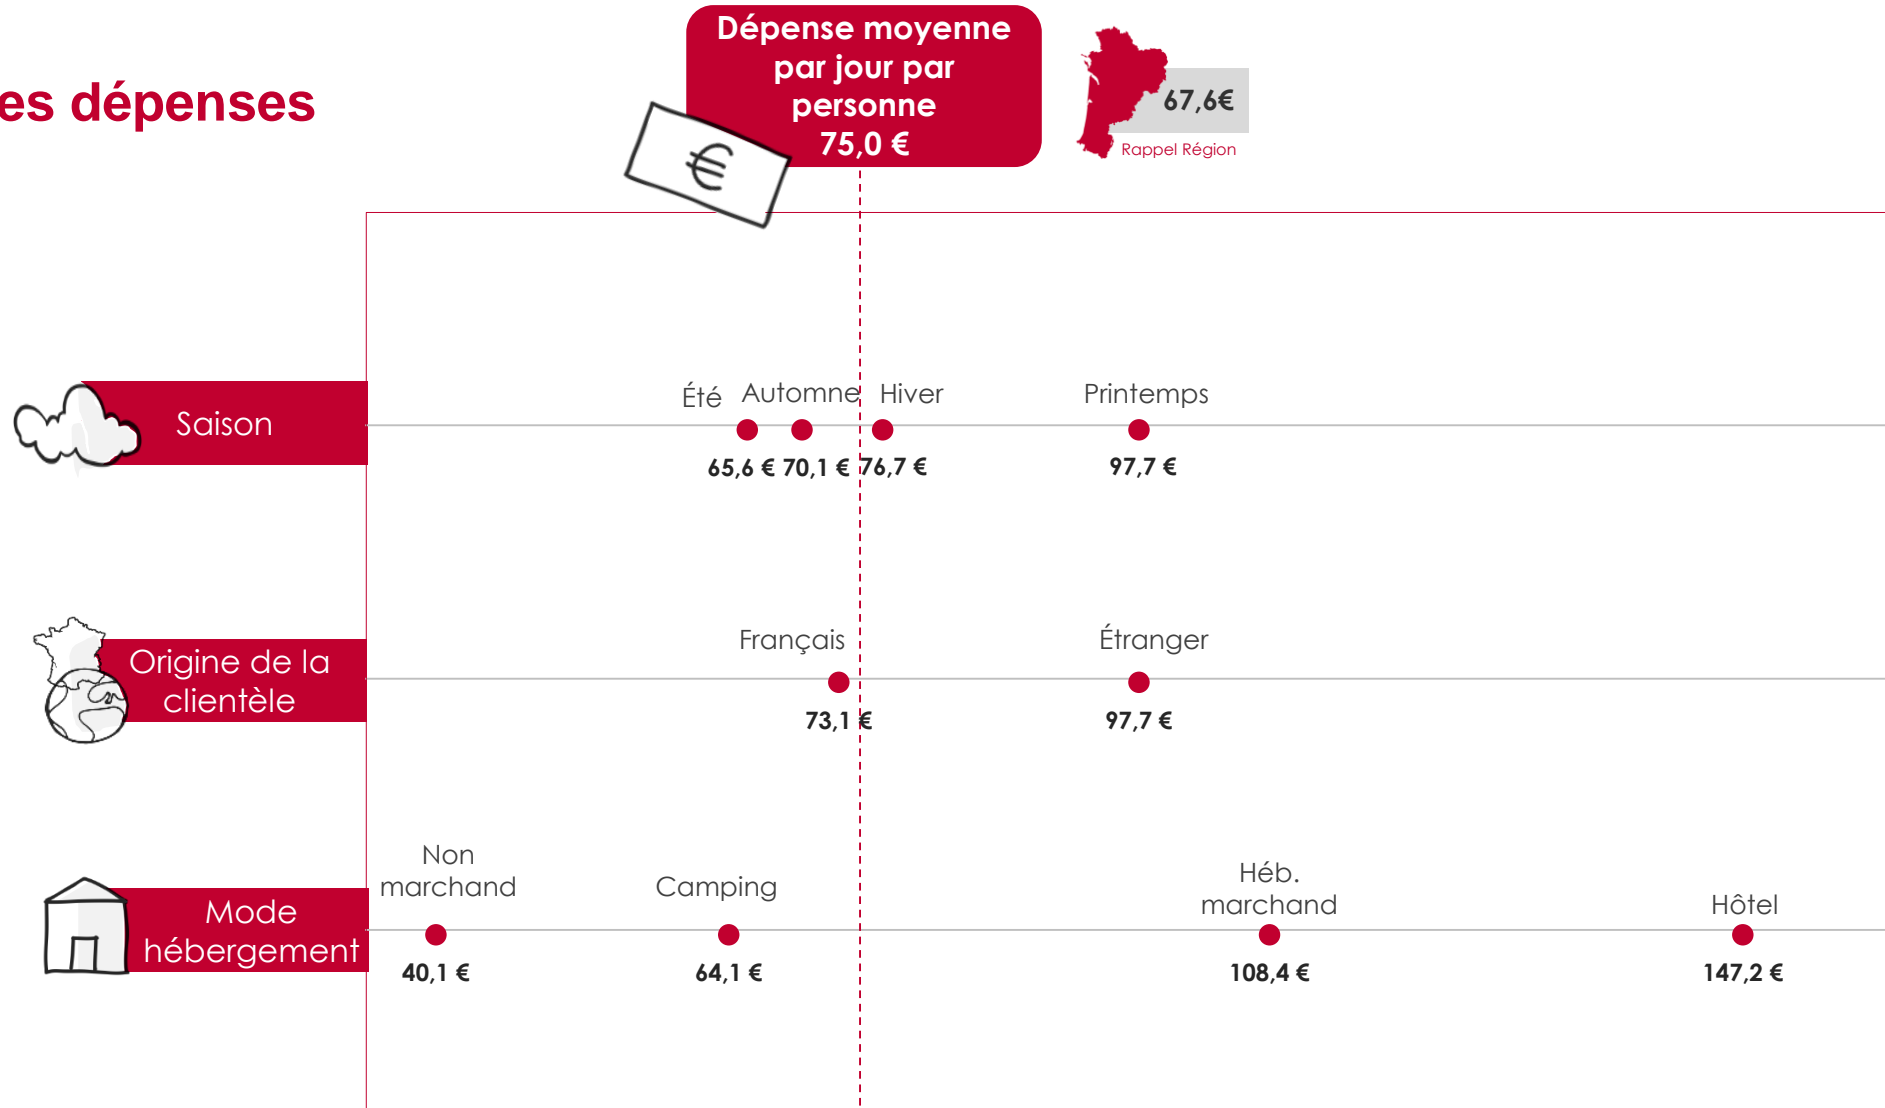 es dépenses
Dépense moyenne
par jour par
personne
75,0 €
€
67,6€
Rappel Région
Saison
Été Automne Hiver Printemps
65,6 € 70,1 € 76,7 € 97,7 €
Origine de la
clientèle
Français Étranger
73,1 € 97,7 €
Mode
hébergement
Non
marchand
Camping
Héb.
marchand
Hôtel
40,1 € 64,1 € 108,4 € 147,2 €